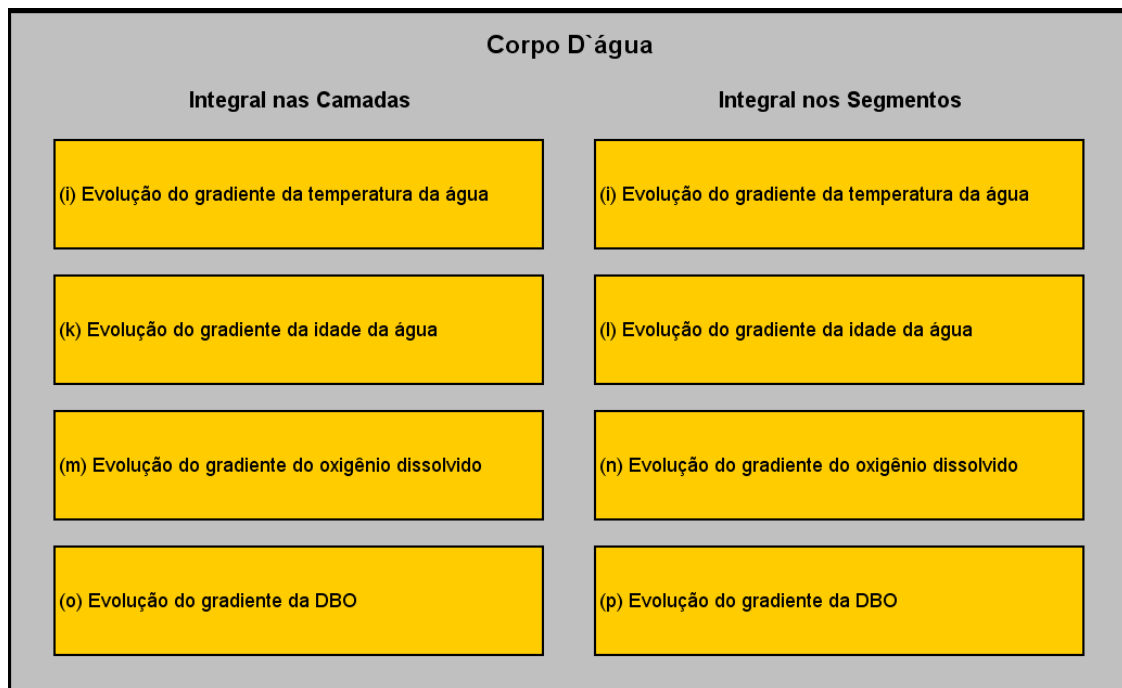 Corpo D`água
Integral nas Camadas
Integral nos Segmentos
(i) Evolução do gradiente da temperatura da água
(i) Evolução do gradiente da temperatura da água
(k) Evolução do gradiente da idade da água
(l) Evolução do gradiente da idade da água
(m) Evolução do gradiente do oxigênio dissolvido
(n) Evolução do gradiente do oxigênio dissolvido
(o) Evolução do gradiente da DBO
(p) Evolução do gradiente da DBO